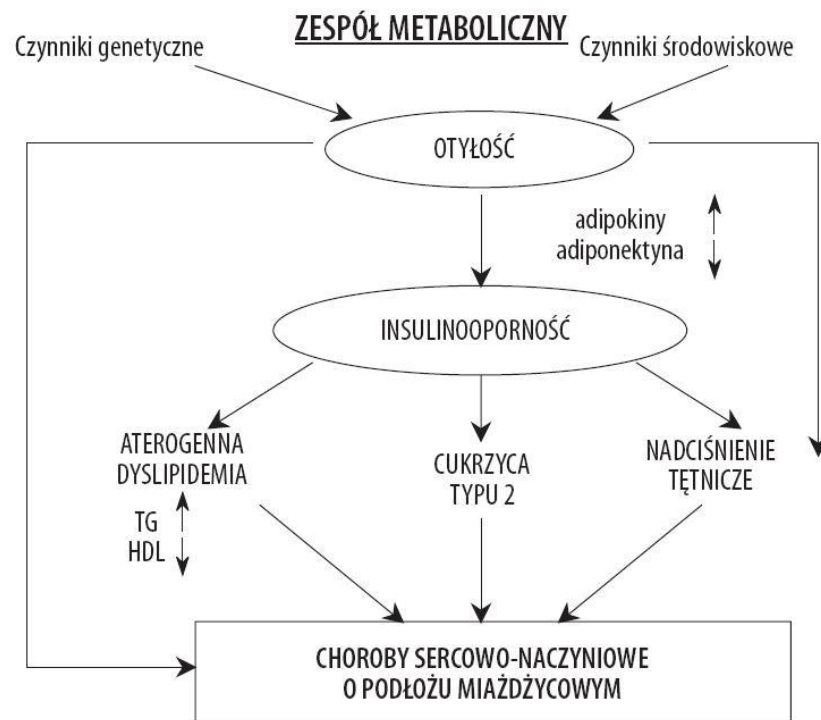 ZESPÓŁ METABOLICZNY
Czynniki genetyczne
Czynniki środowiskowe
OTYŁOŚĆ
adipokiny
adiponektyna
INSULINOOPORNOŚĆ
ATEROGENNA
DYSLIPIDEMIA
TG
HDL
CUKRZYCA
TYPU 2
NADCIŚNIENIE
TĘTNICZE
CHOROBY SERCOWO-NACZYNIOWE
O PODŁOŻU MIAŻDŻYCOWYM